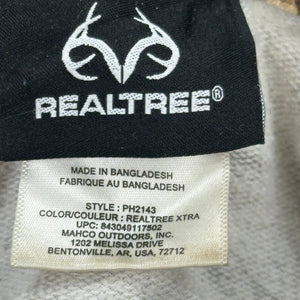 REALTREE®
MADE IN BANGLADESH
FABRIQUE AU BANGLADESH
STYLE : PH2143
COLOR/COULEUR : REALTREE XTRA
UPC: 843049117502
MAHCO OUTDOORS, INC.
1202 MELISSA DRIVE
BENTONVILLE, AR, USA, 72712